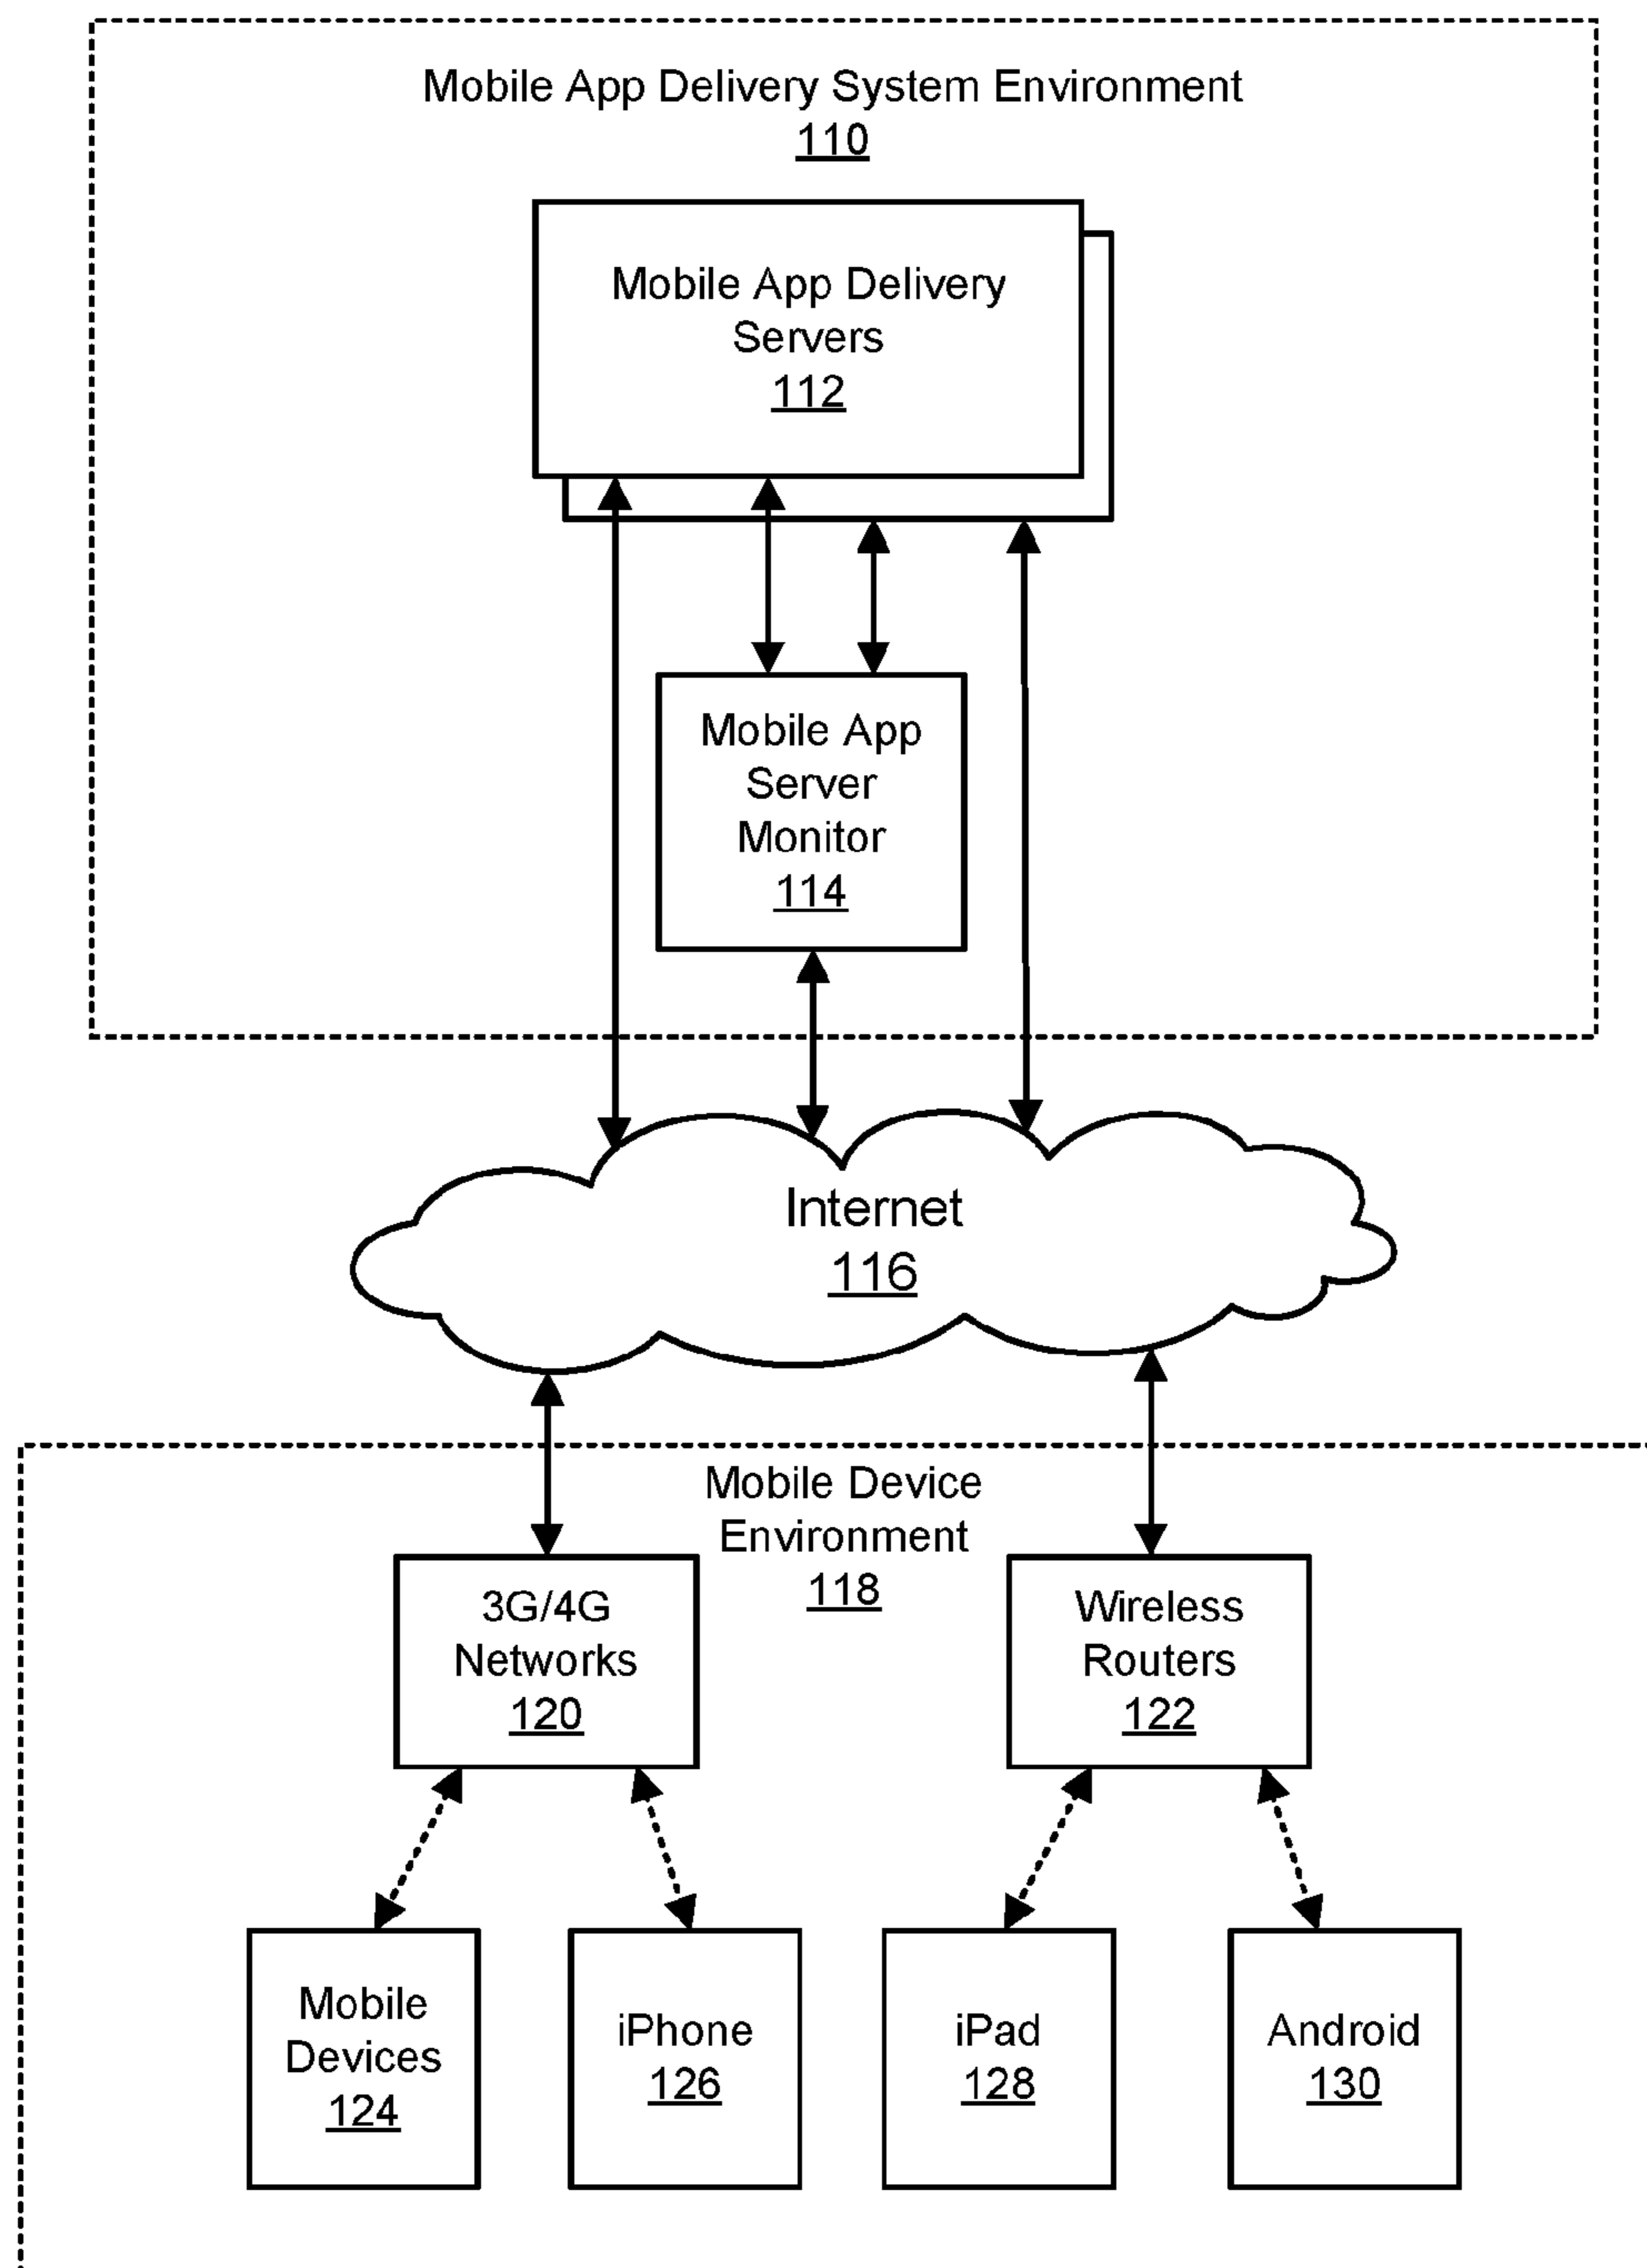 Mobile App Delivery System Environment
110
Mobile App Delivery
Servers
112
Mobile App
Server
Monitor
114
Internet
116
Mobile Device
Environment
118
3G/4G
Networks
120
Wireless
Routers
122
Mobile
Devices
124
iPhone
126
iPad
128
Android
130